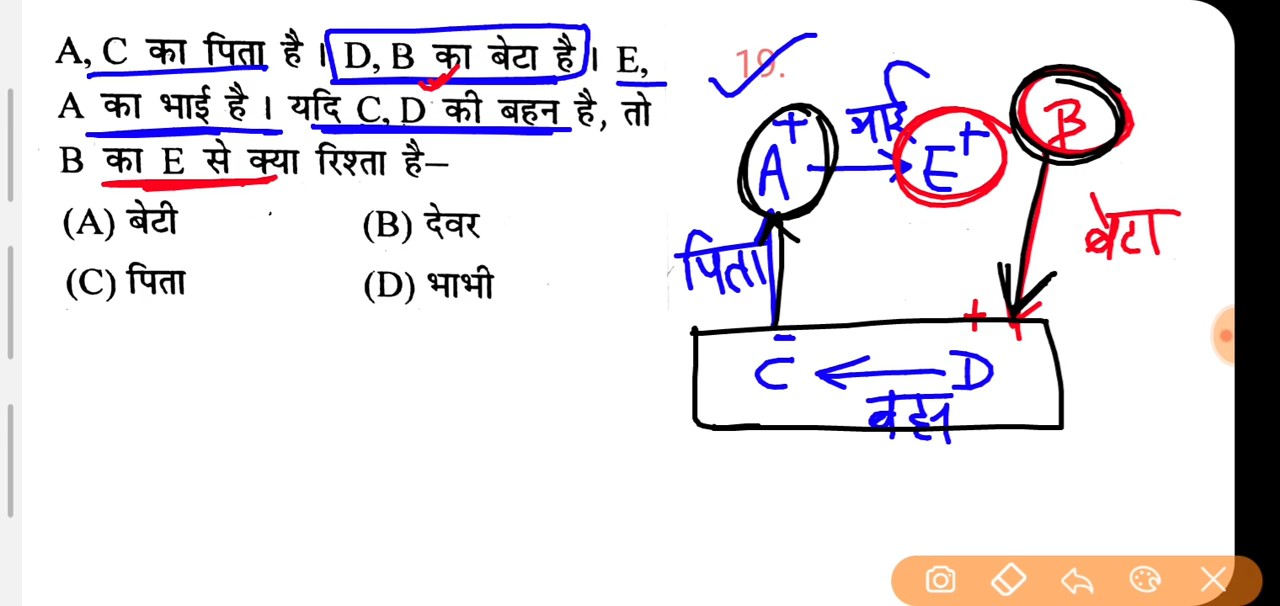 A, C का पिता है। D, B का बेटा है। E,
A का भाई है। यदि C, D की बहन है, तो
B का E से क्या रिश्ता है–
(A) बेटी (B) देवर
(C) पिता (D) भाभी
19.
A + भाई E + B
पिता बेटा
- +
C D
बहन